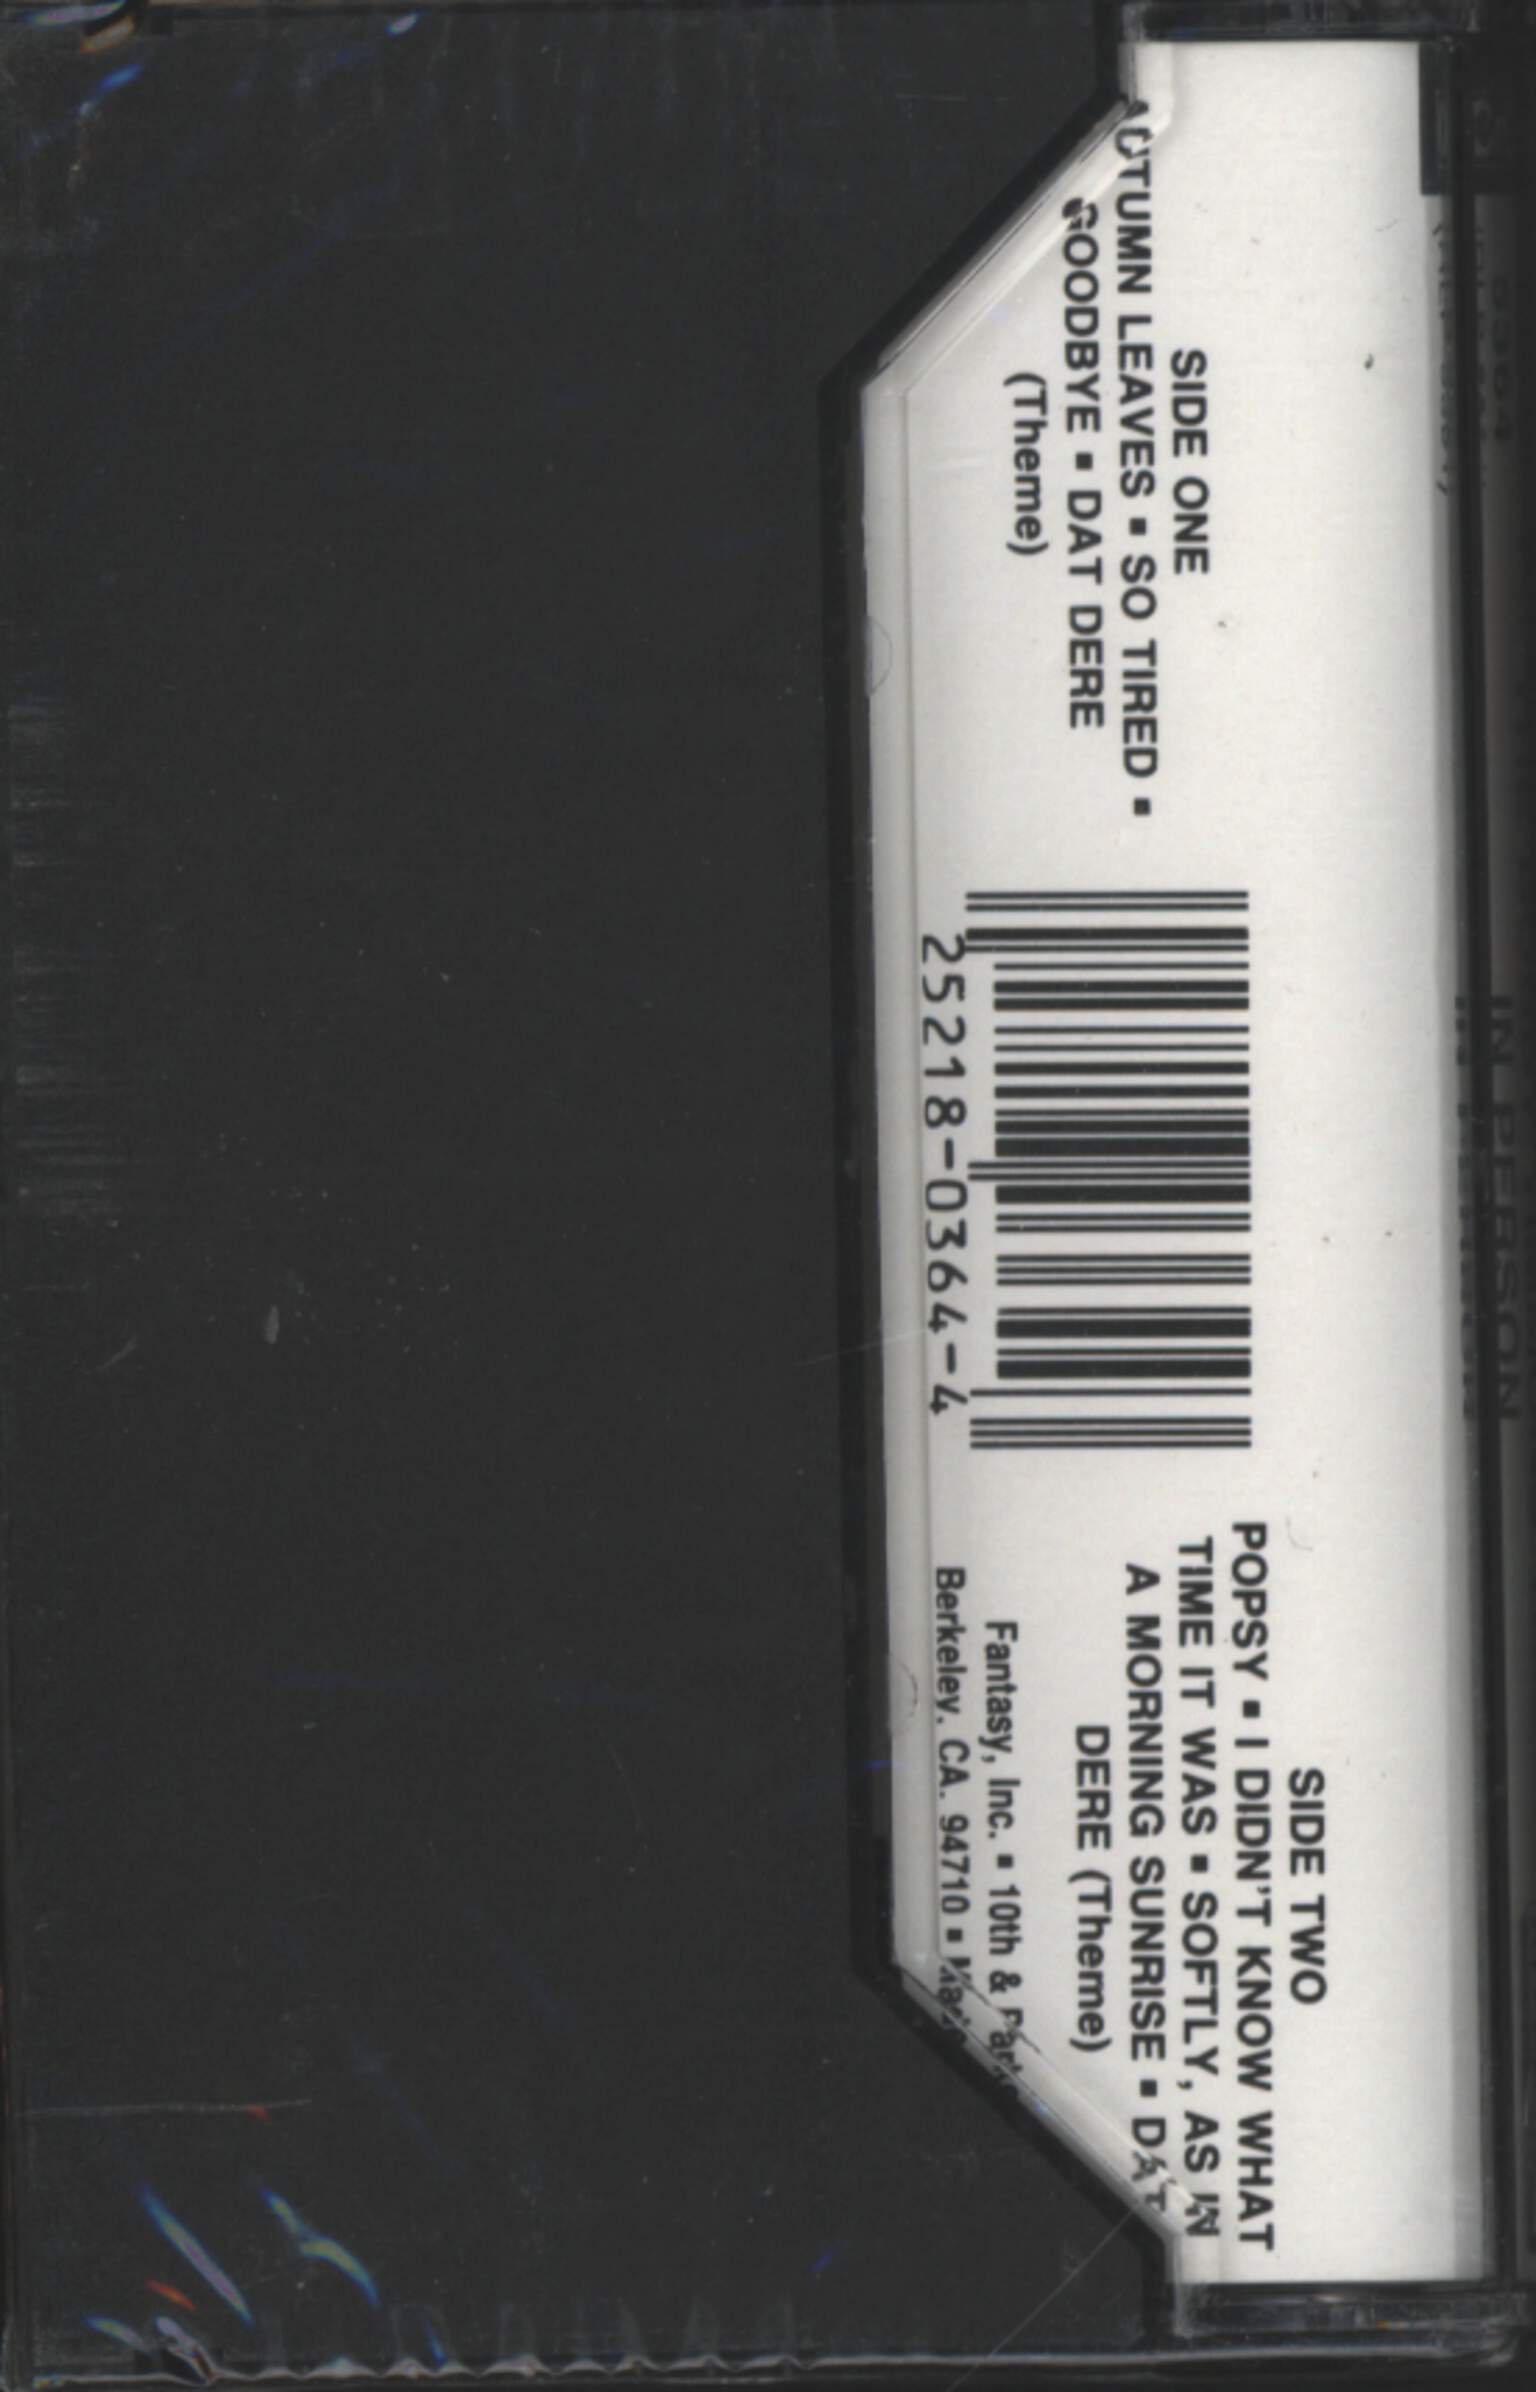 SIDE ONE
AUTUMN LEAVES ▪ SO TIRED ▪
GOODBYE ▪ DAT DERE
(Theme)
25218-0364-4
SIDE TWO
POPSY ▪ I DIDN'T KNOW WHAT
TIME IT WAS ▪ SOFTLY, AS IN
A MORNING SUNRISE ▪ DAT
DERE (Theme)
Fantasy, Inc. ▪ 10th &
Berkeley, CA. 94710 ▪
IN PERSON